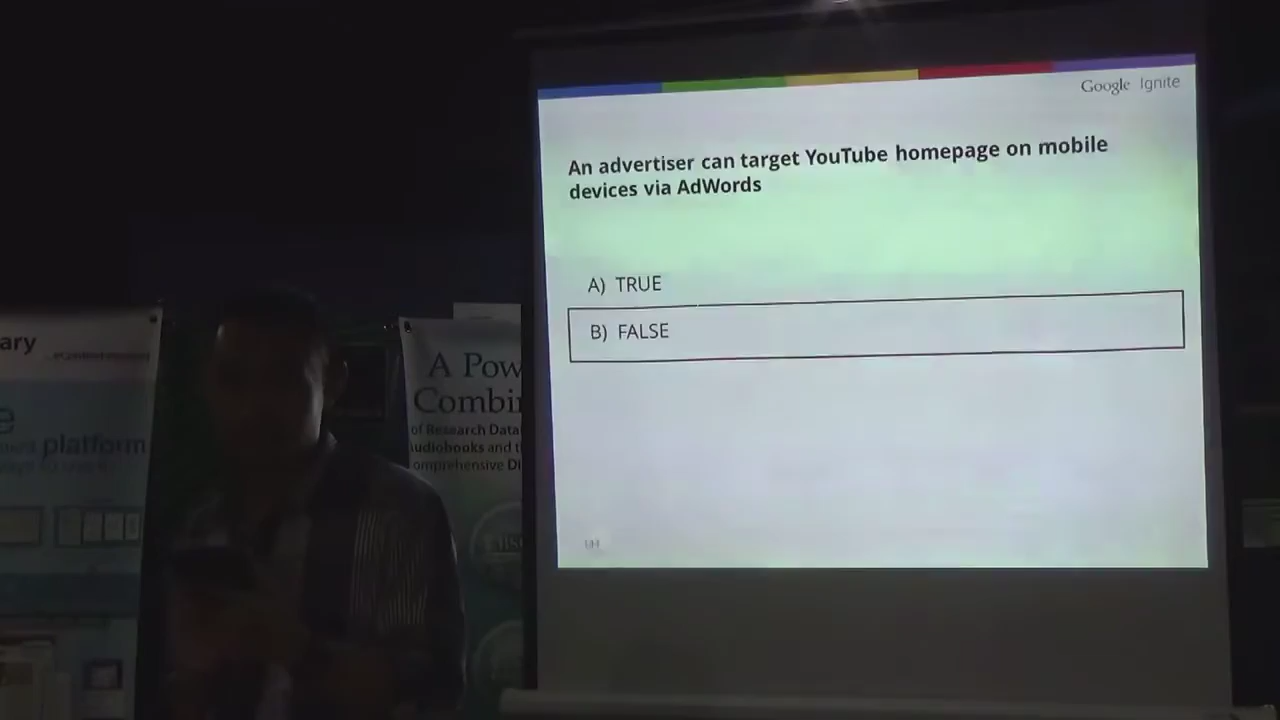 Google Ignite
An advertiser can target YouTube homepage on mobile
devices via AdWords
A) TRUE
B) FALSE
ary
platform
A Pow
Combi
of Research Data
udiobooks and t
omprehensive DI